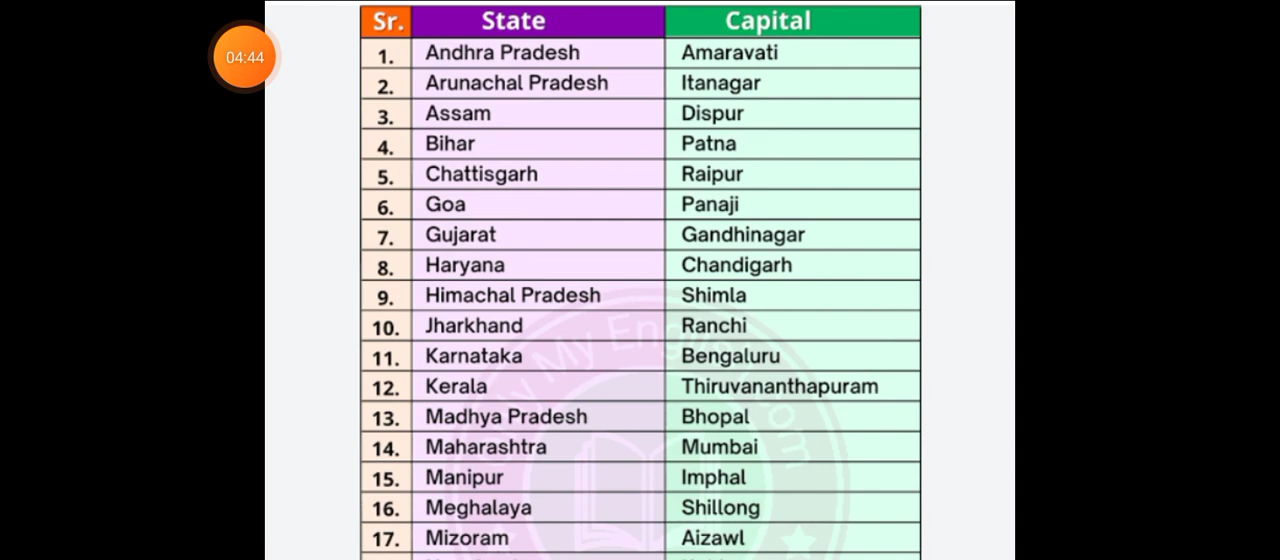 Sr. State Capital
04:44
1. Andhra Pradesh Amaravati
2. Arunachal Pradesh Itanagar
3. Assam Dispur
4. Bihar Patna
5. Chattisgarh Raipur
6. Goa Panaji
7. Gujarat Gandhinagar
8. Haryana Chandigarh
9. Himachal Pradesh Shimla
10. Jharkhand Ranchi
11. Karnataka Bengaluru
12. Kerala Thiruvananthapuram
13. Madhya Pradesh Bhopal
14. Maharashtra Mumbai
15. Manipur Imphal
16. Meghalaya Shillong
17. Mizoram Aizawl